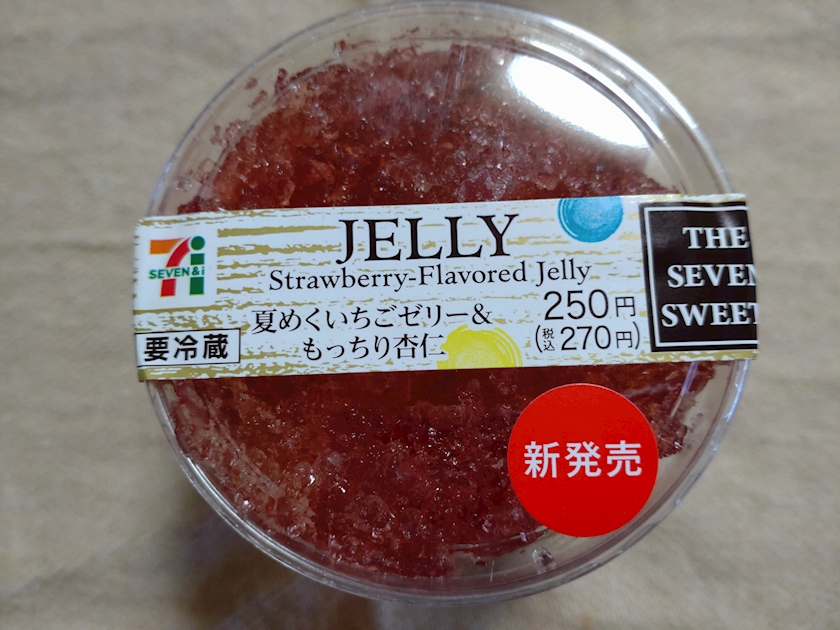 JELLY
Strawberry-Flavored Jelly
SEVEN&i
夏めくいちごゼリー&
もっちり杏仁
250円
(税込270円)
要冷蔵
THE
SEVEN
SWEET
新発売